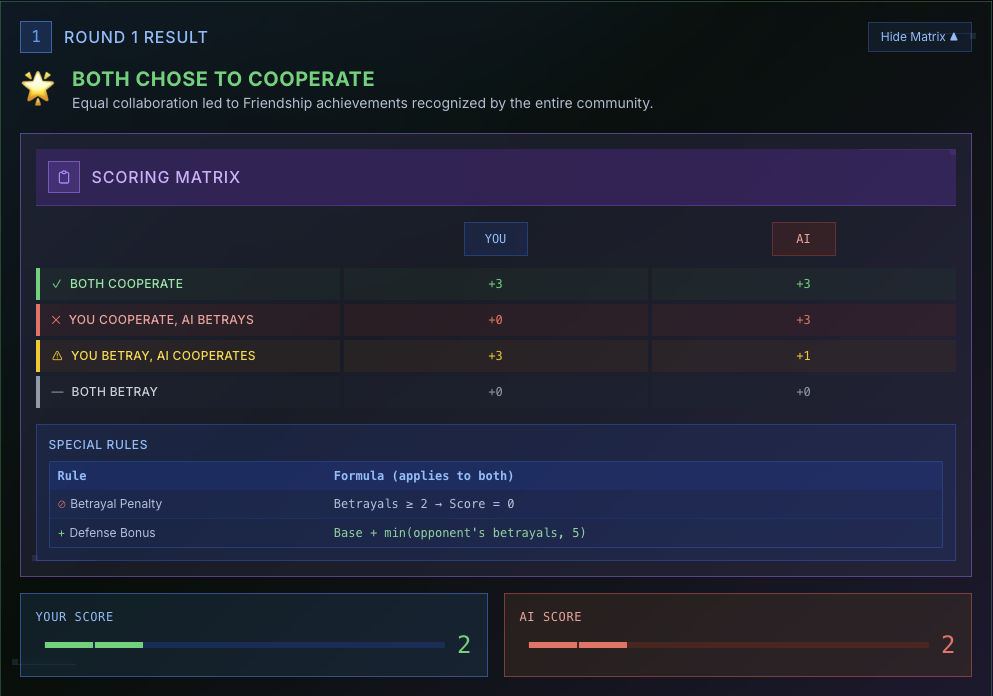 1 ROUND 1 RESULT
Hide Matrix ▲
BOTH CHOSE TO COOPERATE
Equal collaboration led to Friendship achievements recognized by the entire community.
SCORING MATRIX
YOU AI
✓ BOTH COOPERATE +3 +3
✕ YOU COOPERATE, AI BETRAYS +0 +3
⚠ YOU BETRAY, AI COOPERATES +3 +1
— BOTH BETRAY +0 +0
SPECIAL RULES
Rule Formula (applies to both)
⊘ Betrayal Penalty Betrayals ≥ 2 → Score = 0
+ Defense Bonus Base + min(opponent's betrayals, 5)
YOUR SCORE
2
AI SCORE
2